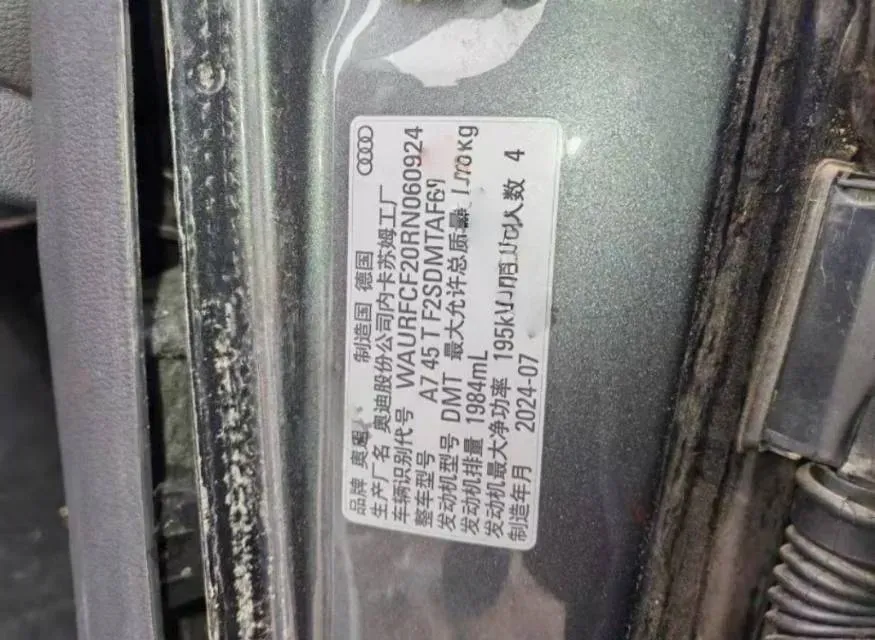 品牌 奥 制造国 德国
生产厂名 奥迪股份公司内卡苏姆工厂
车辆识别代号 WAURFCF20RN060924
整车型号 A7 45 T F2SDMTAF6
发动机型号 DMT 最大允许总质量 kg
发动机排量 1984mL
发动机最大净功率 195kW 人数 4
制造年月 2024-07